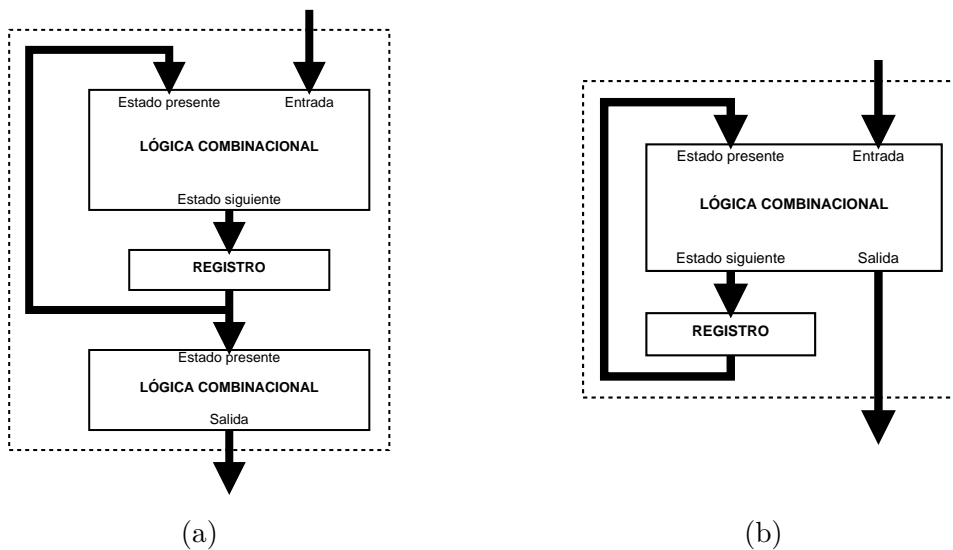 Estado presente Entrada
LÓGICA COMBINACIONAL
Estado siguiente
REGISTRO
Estado presente
LÓGICA COMBINACIONAL
Salida
(a)
Estado presente Entrada
LÓGICA COMBINACIONAL
Estado siguiente Salida
REGISTRO
(b)